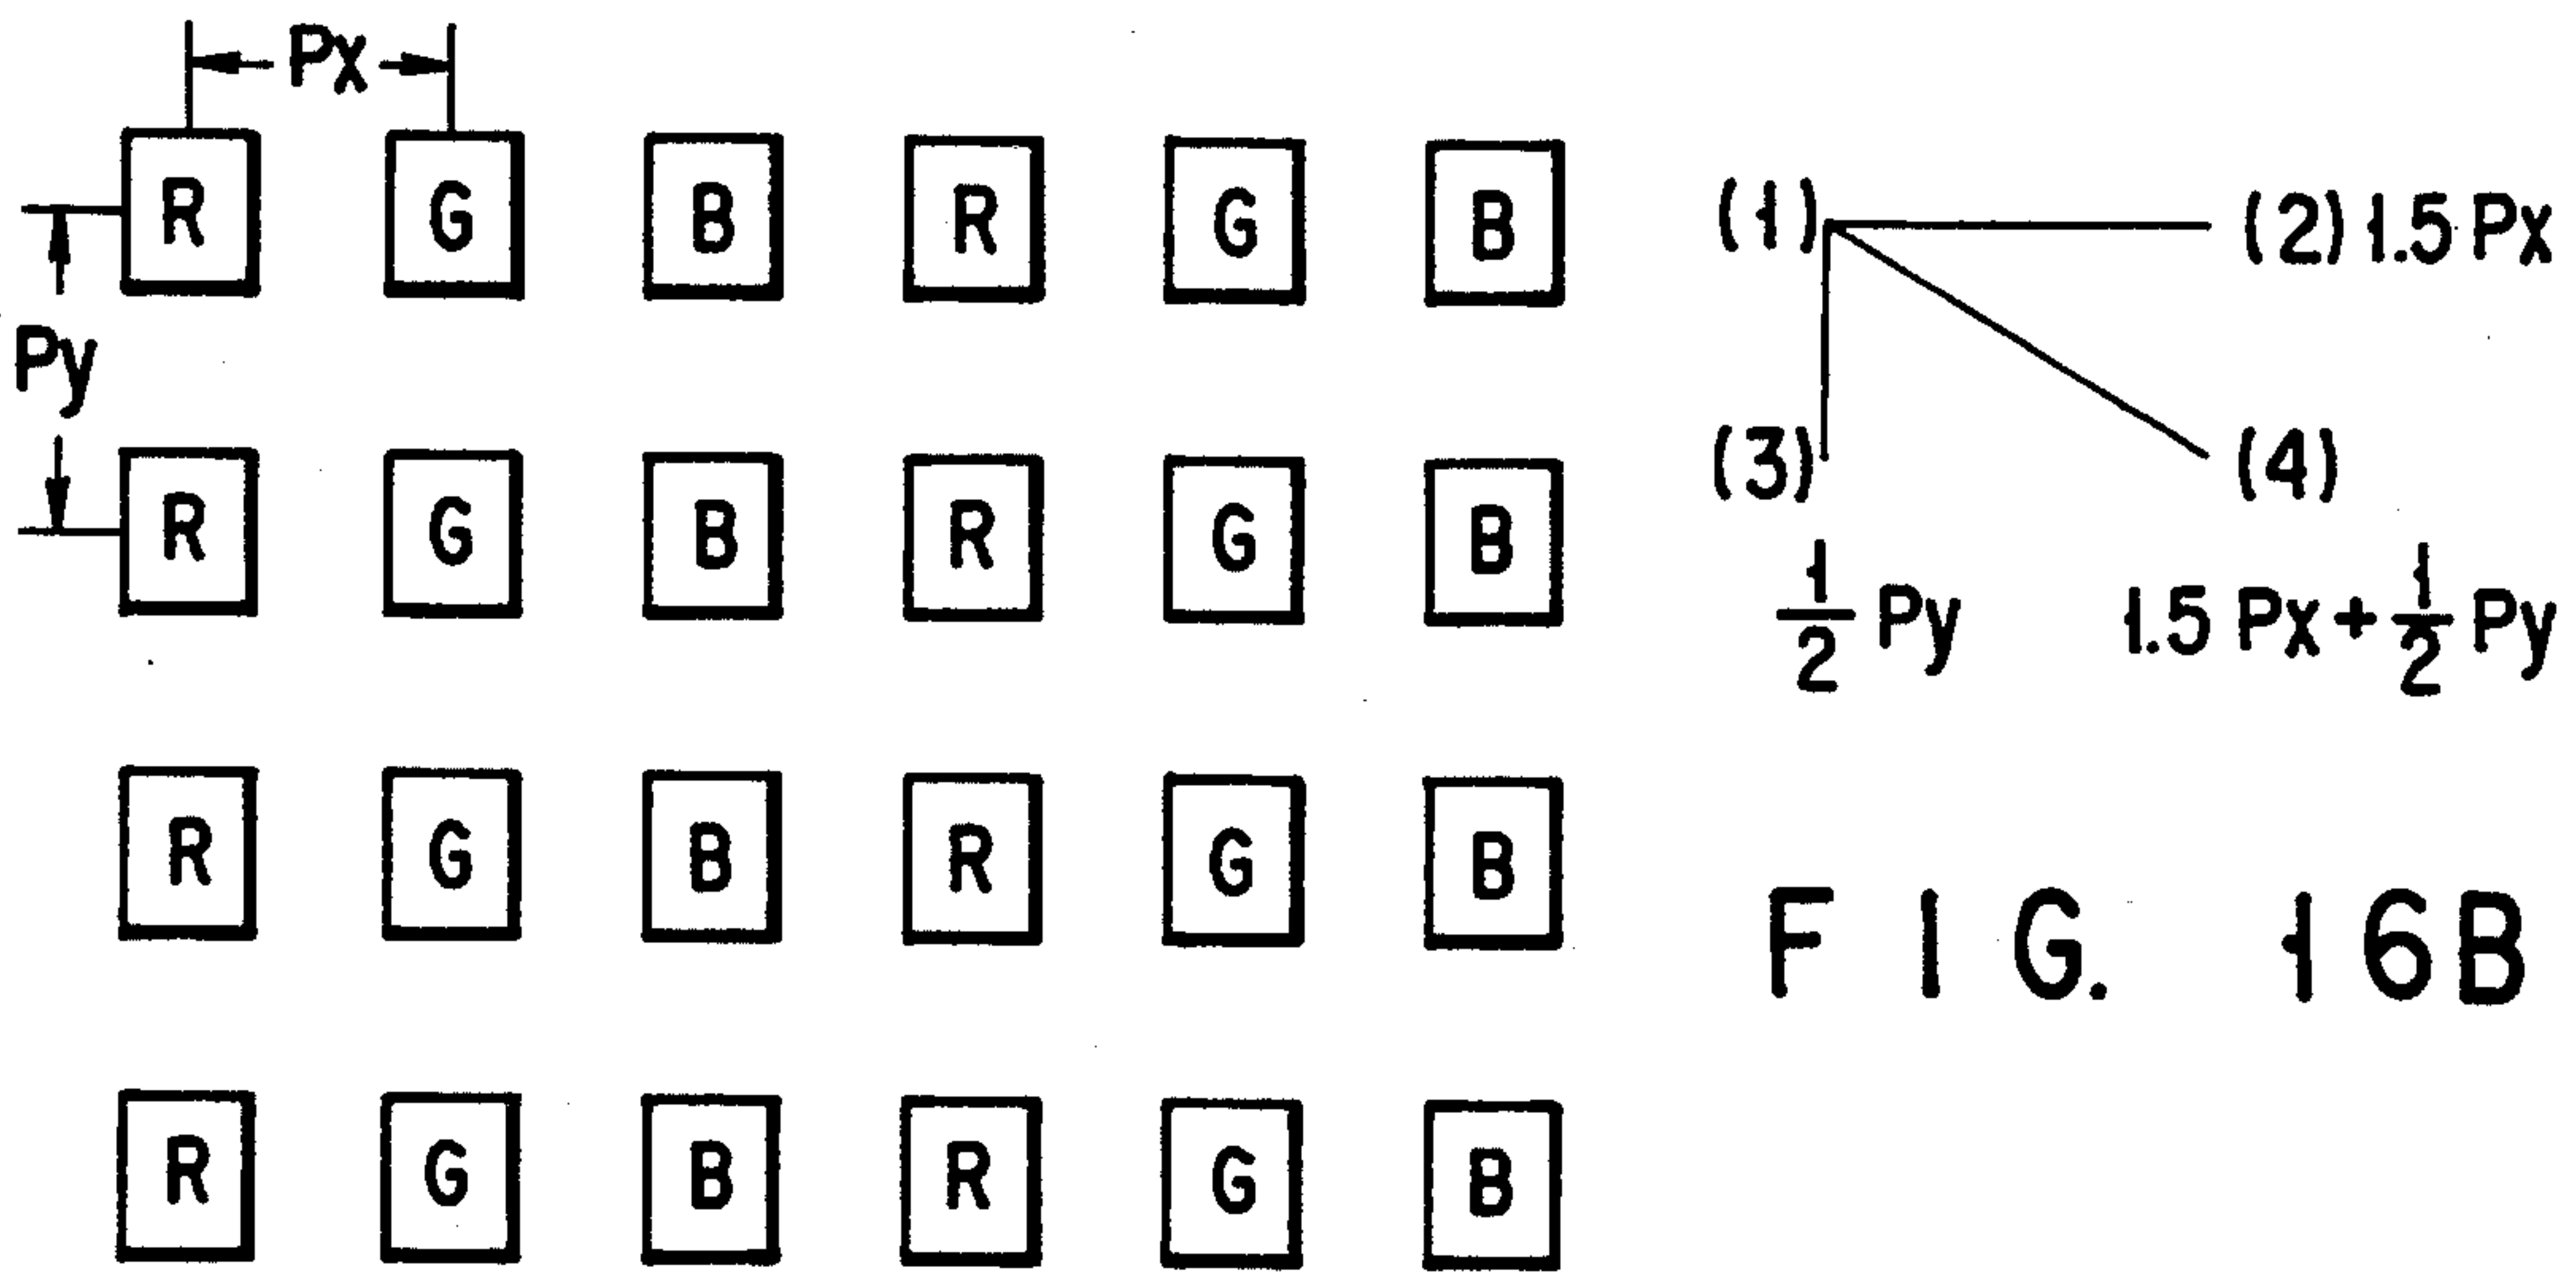 Px
R G B R G B
(1) (2) 1.5 Px
Py
R G B R G B
(3) (4)
1/2 Py 1.5 Px + 1/2 Py
R G B R G B
FIG. 16B
R G B R G B